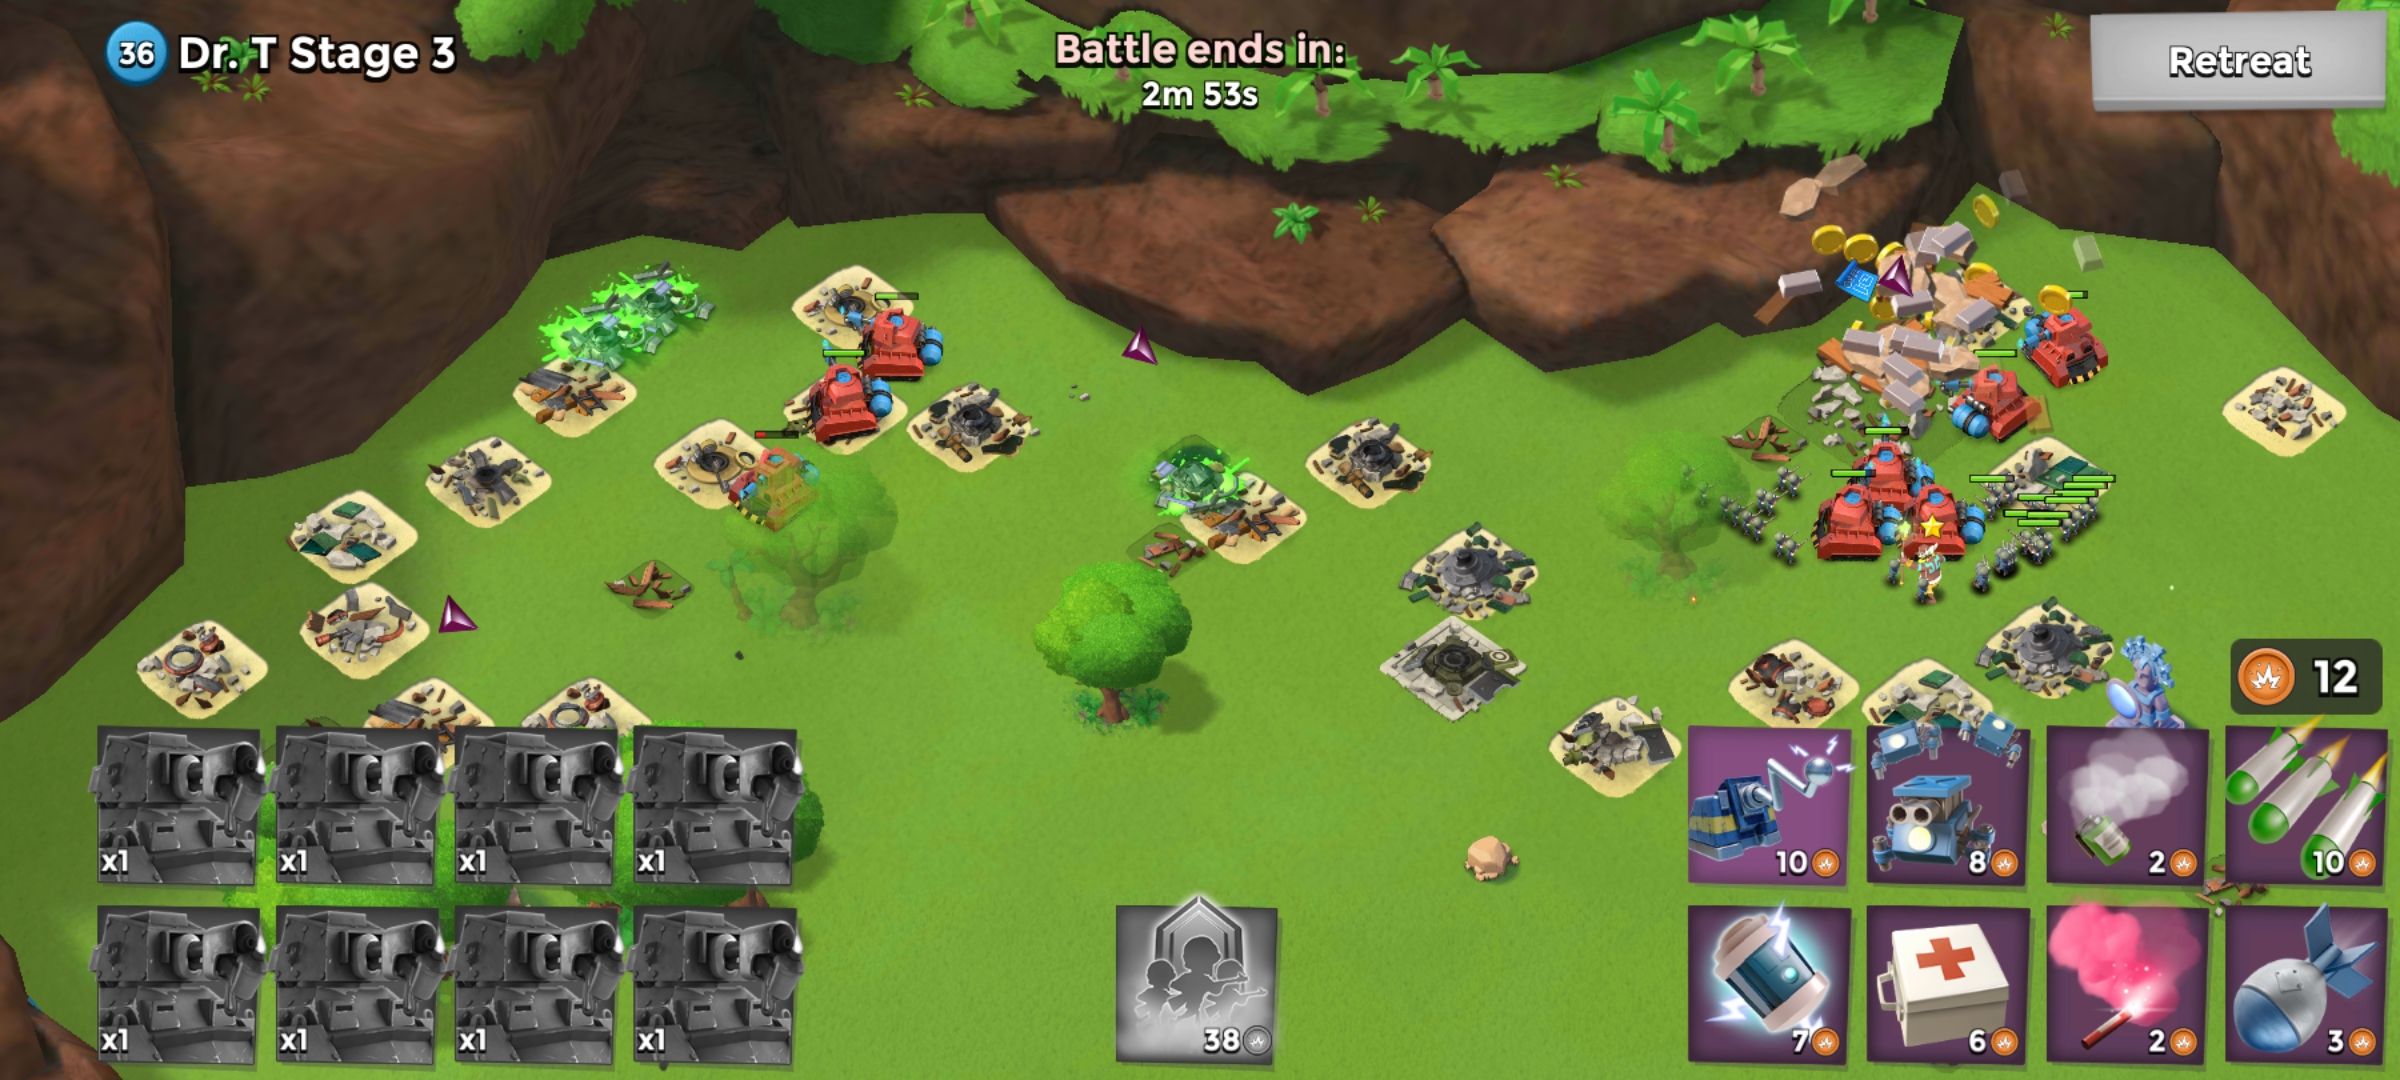 36 Dr. T Stage 3
Battle ends in:
2m 53s
Retreat
12
x1 x1 x1 x1
10 8 2 10
x1 x1 x1 x1
38
7 6 2 3